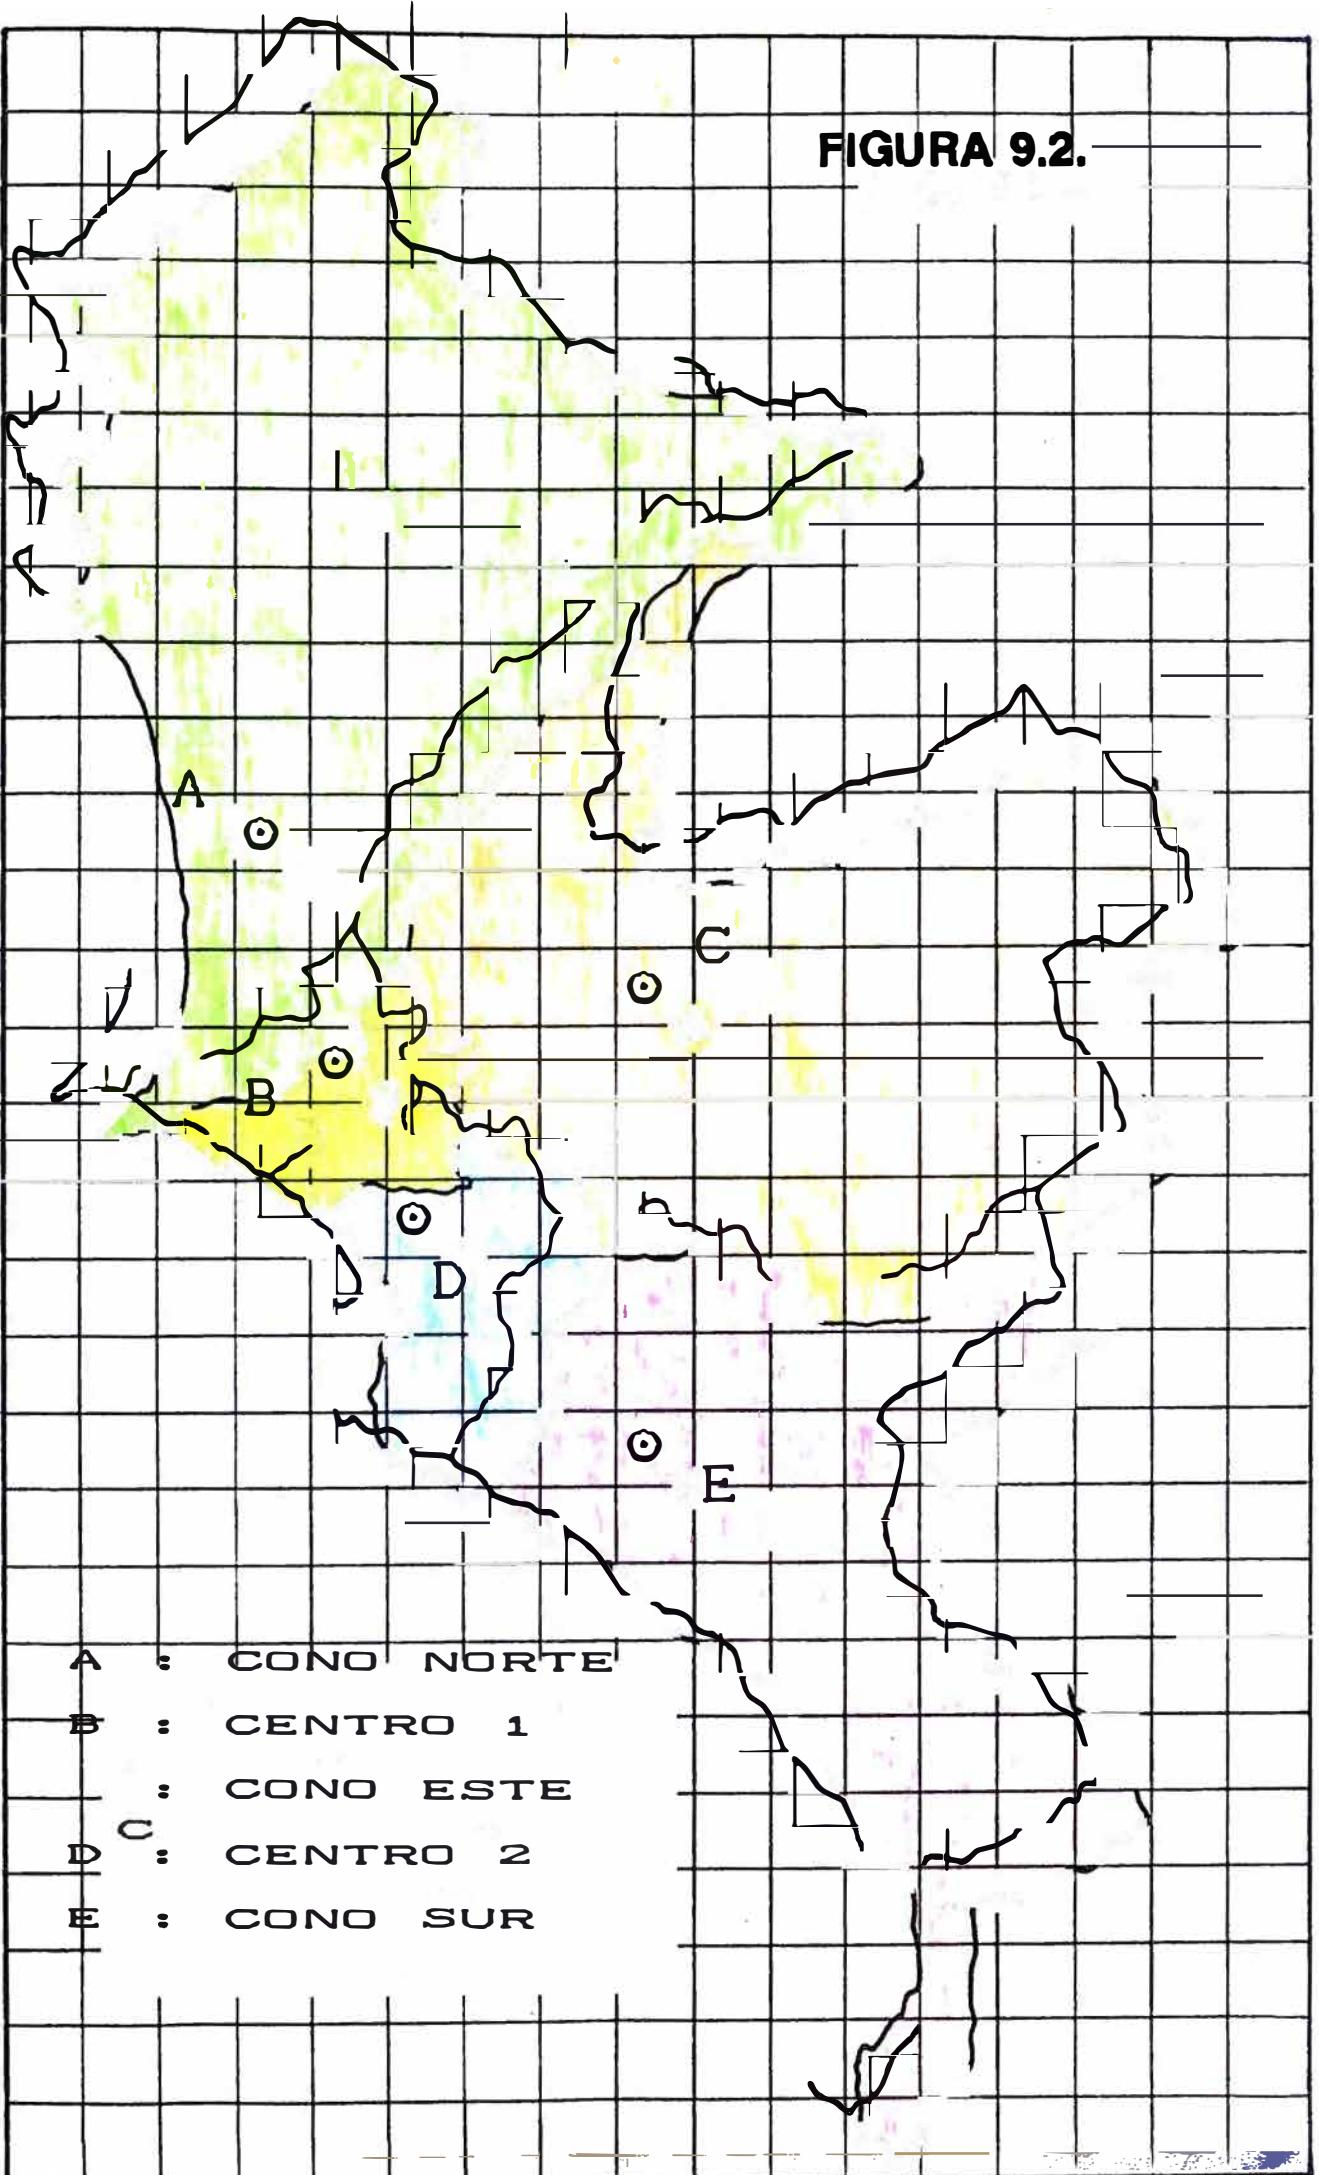 FIGURA 9.2.
A
C
B
D
E
A : CONO NORTE
B : CENTRO 1
C : CONO ESTE
D : CENTRO 2
E : CONO SUR